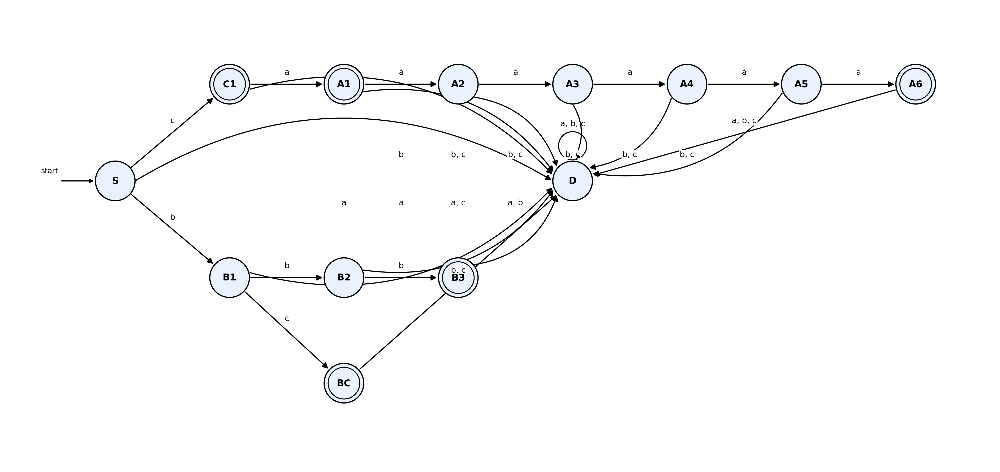 a a a a a a
C1 A1 A2 A3 A4 A5 A6
c a, b, c a, b, c
b b, c b, c b, c b, c b, c
start
S D
a a a, c a, b
b
b b b, c
B1 B2 B3
c
BC